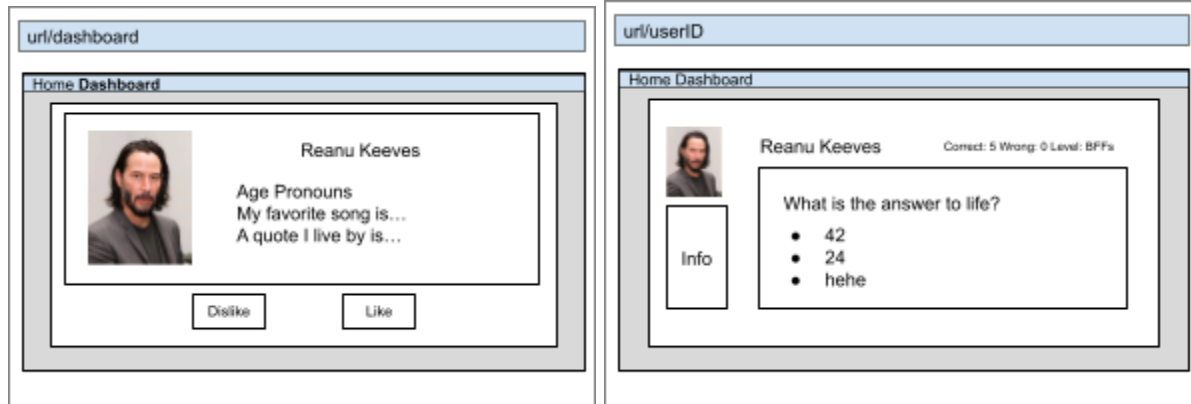 url/dashboard
Home Dashboard
Reanu Keeves
Age Pronouns
My favorite song is...
A quote I live by is...
Dislike
Like
url/userID
Home Dashboard
Reanu Keeves
Correct: 5 Wrong: 0 Level: BFFs
Info
What is the answer to life?
● 42
● 24
● hehe